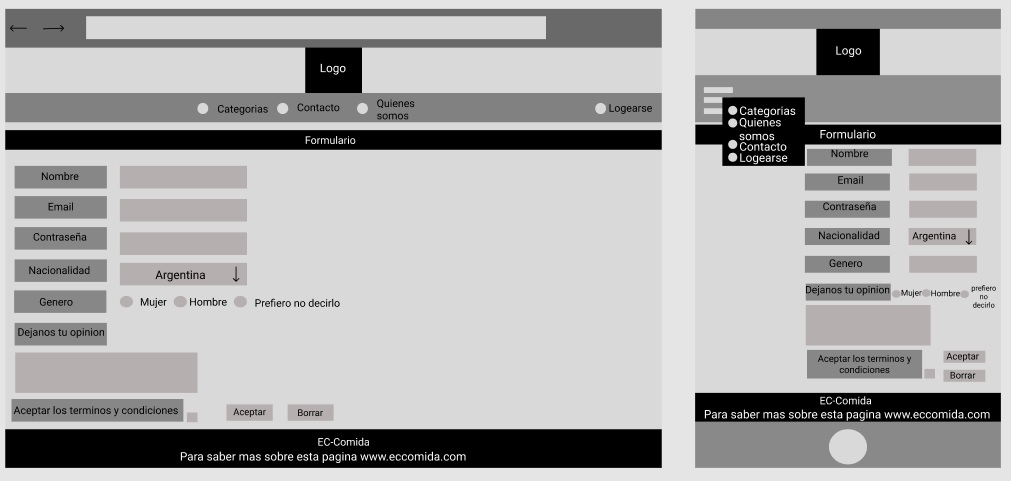 Logo
Categorias
Contacto
Quienes
somos
Logearse
Formulario
Nombre
Email
Contraseña
Nacionalidad
Argentina
Genero
Mujer
Hombre
Prefiero no decirlo
Dejanos tu opinion
Aceptar los terminos y condiciones
Aceptar
Borrar
EC-Comida
Para saber mas sobre esta pagina www.eccomida.com
Logo
Categorias
Quienes
somos
Contacto
Logearse
Formulario
Nombre
Email
Contraseña
Nacionalidad
Argentina
Genero
Dejanos tu opinion
Mujer
Hombre
prefiero
no
decirlo
Aceptar los terminos y
condiciones
Aceptar
Borrar
EC-Comida
Para saber mas sobre esta pagina www.eccomida.com